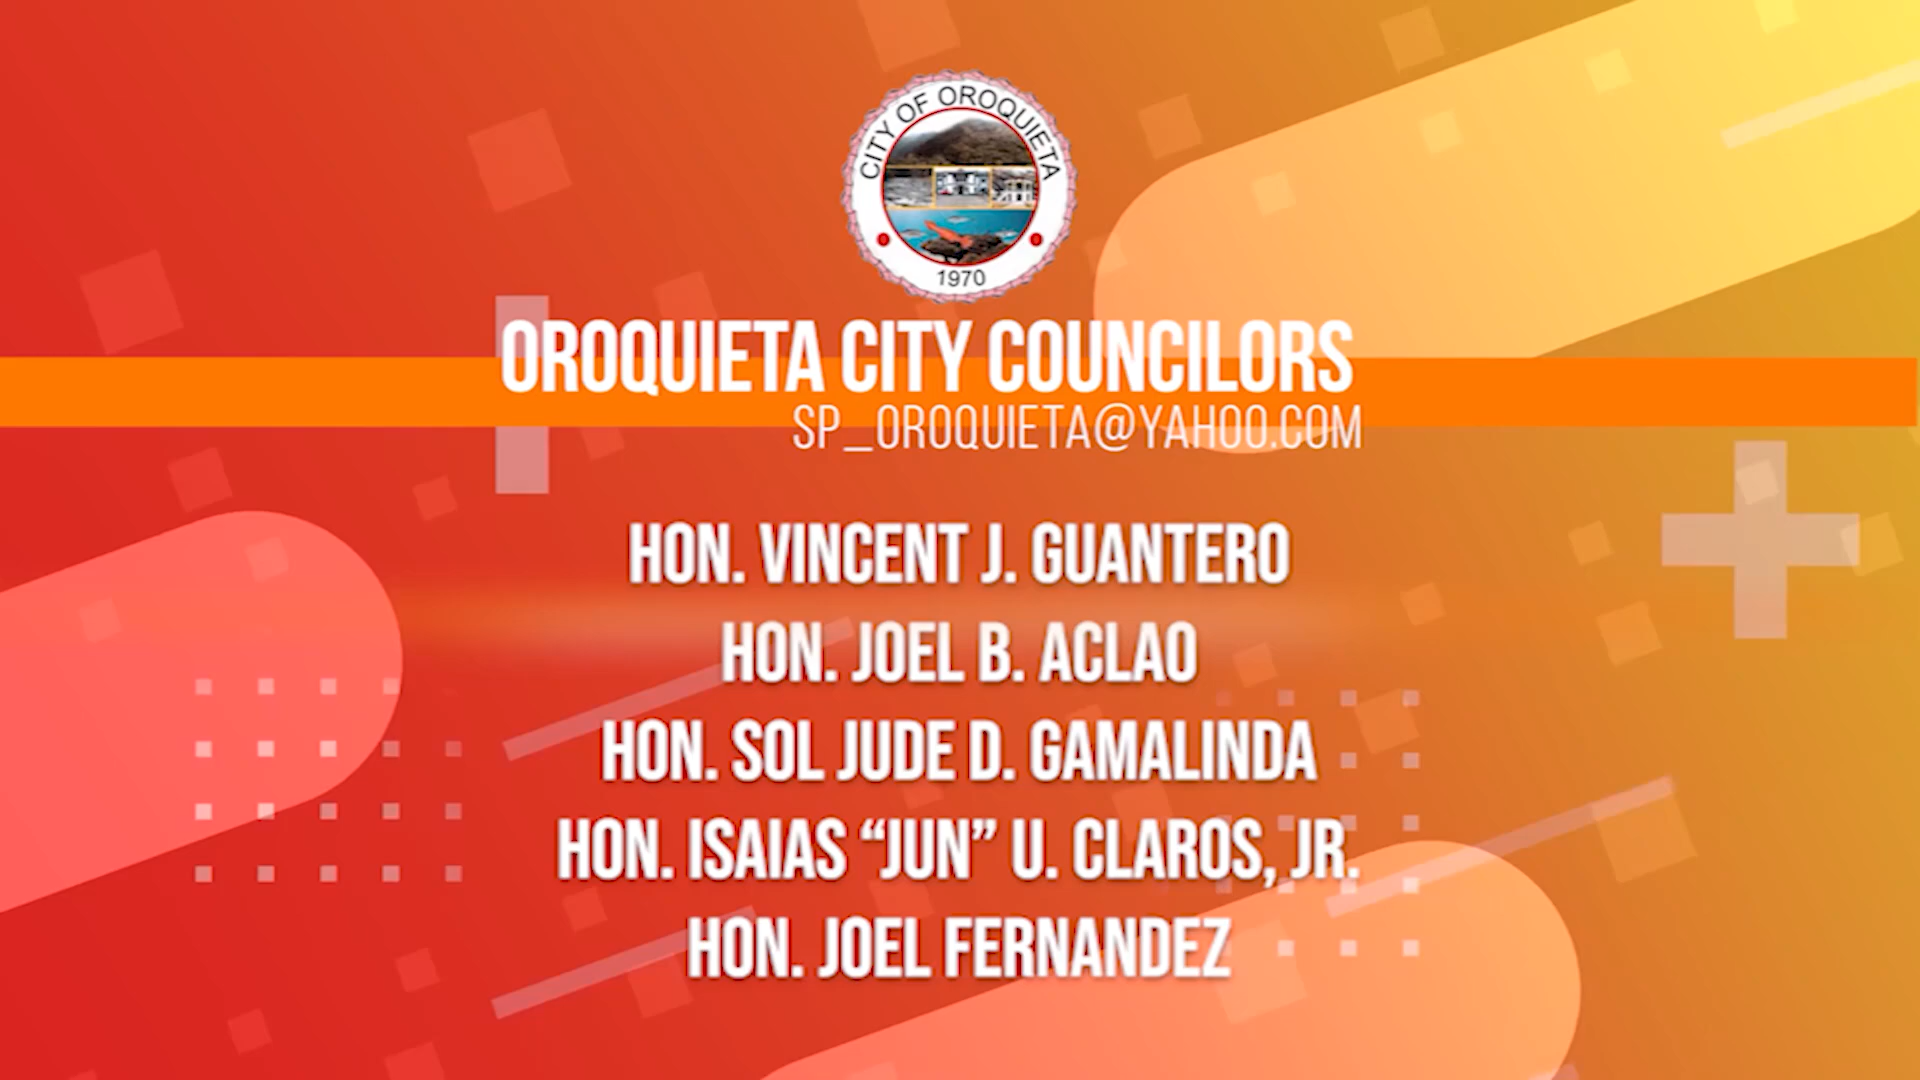 CITY OF OROQUIETA
1970
OROQUIETA CITY COUNCILORS
SP_OROQUIETA@YAHOO.COM
HON. VINCENT J. GUANTERO
HON. JOEL B. ACLAO
HON. SOL JUDE D. GAMALINDA
HON. ISAIAS “JUN” U. CLAROS, JR.
HON. JOEL FERNANDEZ